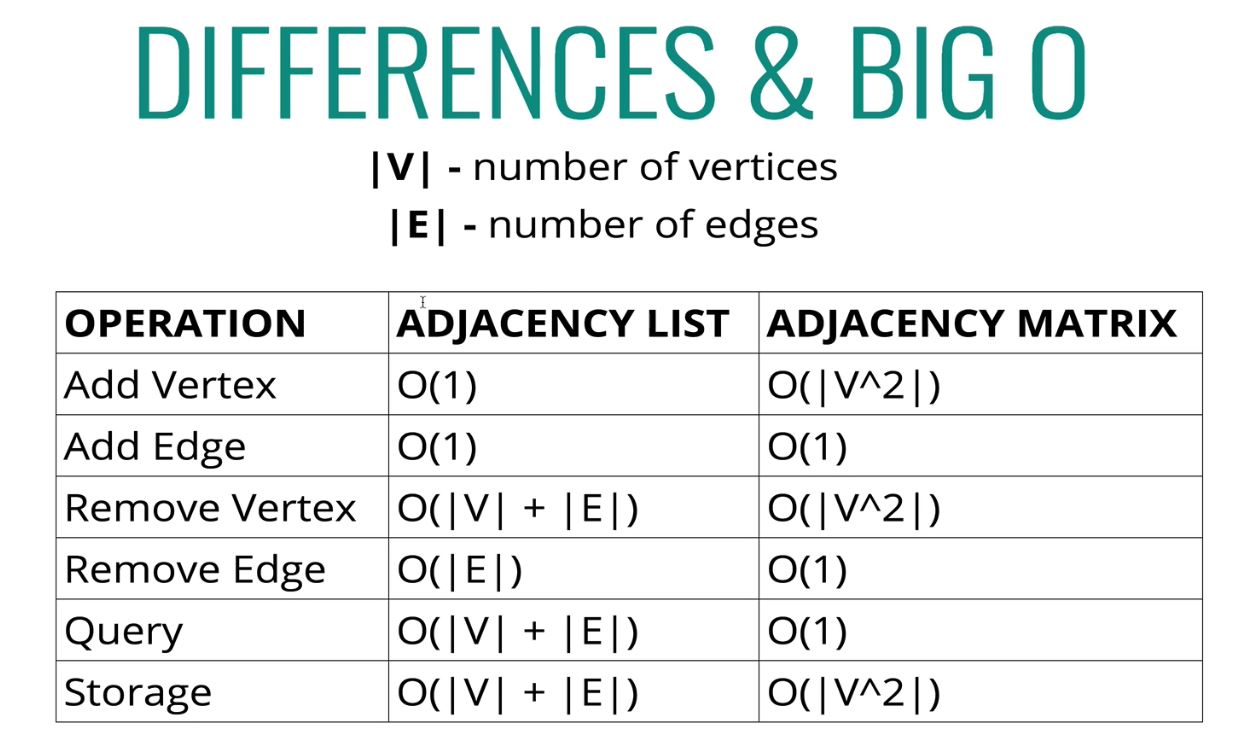 DIFFERENCES & BIG O
|V| - number of vertices
|E| - number of edges
OPERATION ADJACENCY LIST ADJACENCY MATRIX
Add Vertex O(1) O(|V^2|)
Add Edge O(1) O(1)
Remove Vertex O(|V| + |E|) O(|V^2|)
Remove Edge O(|E|) O(1)
Query O(|V| + |E|) O(1)
Storage O(|V| + |E|) O(|V^2|)